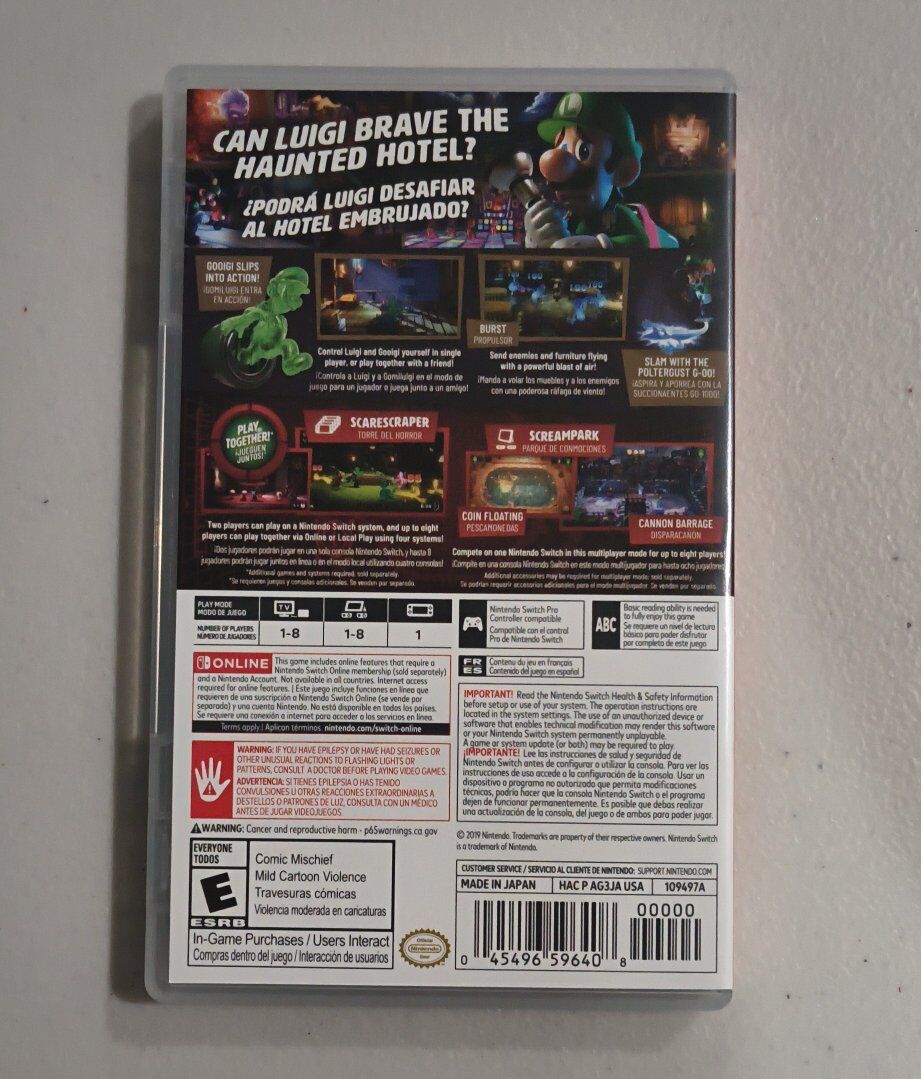 CAN LUIGI BRAVE THE
HAUNTED HOTEL?
¿PODRÁ LUIGI DESAFIAR
AL HOTEL EMBRUJADO?
GOOIGI SLIPS
INTO ACTION!
¡GOMILUIGI ENTRA
EN ACCIÓN!
Control Luigi and Gooigi yourself in single
player, or play together with a friend!
¡Controla a Luigi y a Gomiluigi en el modo de
juego para un jugador o juega junto a un amigo!
100
100
100
BURST
PROPULSOR
Send enemies and furniture flying
with a powerful blast of air!
¡Manda a volar los muebles y a los enemigos
con una poderosa ráfaga de viento!
SLAM WITH THE
POLTERGUST G-00!
¡ASPIRA Y APORREA CON LA
SUCCIONAENTES GO-1000!
PLAY
TOGETHER!*
¡JUEGUEN
JUNTOS!*
SCARESCRAPER
TORRE DEL HORROR
Two players can play on a Nintendo Switch system, and up to eight
players can play together via Online or Local Play using four systems!
¡Dos jugadores podrán jugar en una sola consola Nintendo Switch, y hasta 8
jugadores podrán jugar juntos en línea o en el modo local utilizando cuatro consolas!
*Additional games and systems required, sold separately.
*Se requieren juegos y consolas adicionales. Se venden por separado.
SCREAMPARK
PARQUE DE CONMOCIONES
COIN FLOATING
PESCAMONEDAS
CANNON BARRAGE
DISPARACAÑÓN
Compete on one Nintendo Switch in this multiplayer mode for up to eight players!
¡Compite en una consola Nintendo Switch en este modo multijugador para hasta ocho jugadores!
Additional accessories may be required for multiplayer mode; sold separately.
Se podrían requerir accesorios adicionales para el modo multijugador; se venden por separado.
PLAY MODE
MODO DE JUEGO
TV
NUMBER OF PLAYERS
NÚMERO DE JUGADORES
1-8
1-8
1
Nintendo Switch Pro
Controller compatible
Compatible con el control
Pro de Nintendo Switch
ABC
Basic reading ability is needed
to fully enjoy this game
Se requiere un nivel de lectura
básico para poder disfrutar
por completo de este juego
FR
ES
Contenu du jeu en français
Contenido del juego en español
ONLINE
This game includes online features that require a
Nintendo Switch Online membership (sold separately)
and a Nintendo Account. Not available in all countries. Internet access
required for online features. | Este juego incluye funciones en línea que
requieren de una suscripción a Nintendo Switch Online (se vende por
separado) y una cuenta Nintendo. No está disponible en todos los países.
Se requiere una conexión a internet para acceder a los servicios en línea.
Terms apply.| Aplican términos. nintendo.com/switch-online
WARNING: IF YOU HAVE EPILEPSY OR HAVE HAD SEIZURES OR
OTHER UNUSUAL REACTIONS TO FLASHING LIGHTS OR
PATTERNS, CONSULT A DOCTOR BEFORE PLAYING VIDEO GAMES.
ADVERTENCIA: SI TIENES EPILEPSIA O HAS TENIDO
CONVULSIONES U OTRAS REACCIONES EXTRAORDINARIAS A
DESTELLOS O PATRONES DE LUZ, CONSULTA CON UN MÉDICO
ANTES DE JUGAR VIDEOJUEGOS.
WARNING: Cancer and reproductive harm - p65warnings.ca.gov
IMPORTANT! Read the Nintendo Switch Health & Safety Information
before setup or use of your system. The operation instructions are
located in the system settings. The use of an unauthorized device or
software that enables technical modification may render this software
or your Nintendo Switch system permanently unplayable.
A game or system update (or both) may be required to play.
¡IMPORTANTE! Lee las instrucciones de salud y seguridad de
Nintendo Switch antes de configurar o utilizar la consola. Para ver las
instrucciones de uso accede a la configuración de la consola. Usar un
dispositivo o programa no autorizado que permita modificaciones
técnicas, podría hacer que la consola Nintendo Switch o el programa
dejen de funcionar permanentemente. Es posible que debas realizar
una actualización de la consola, del juego o de ambos para poder jugar.
© 2019 Nintendo. Trademarks are property of their respective owners. Nintendo Switch
is a trademark of Nintendo.
CUSTOMER SERVICE / SERVICIO AL CLIENTE DE NINTENDO: SUPPORT.NINTENDO.COM
MADE IN JAPAN
HAC P AG3JA USA
109497A
EVERYONE
TODOS
E
ESRB
Comic Mischief
Mild Cartoon Violence
Travesuras cómicas
Violencia moderada en caricaturas
In-Game Purchases / Users Interact
Compras dentro del juego / Interacción de usuarios
Official
Nintendo
Seal
00000
0 45496 59640 8